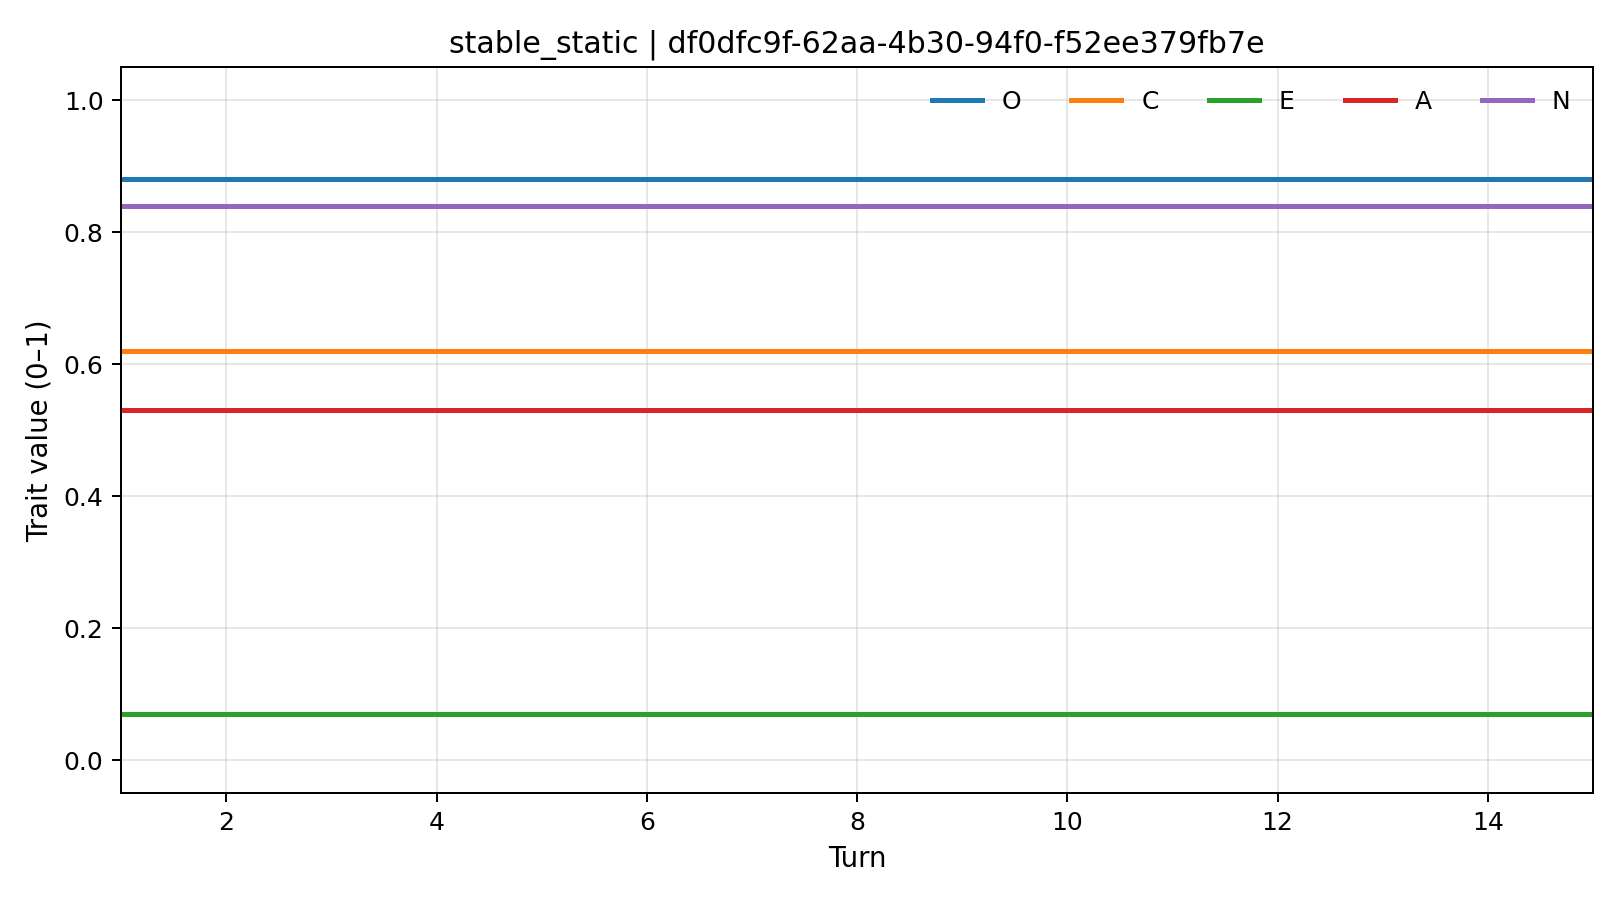 stable_static | df0dfc9f-62aa-4b30-94f0-f52ee379fb7e
O C E A N
Trait value (0–1)
1.0
0.8
0.6
0.4
0.2
0.0
2 4 6 8 10 12 14
Turn